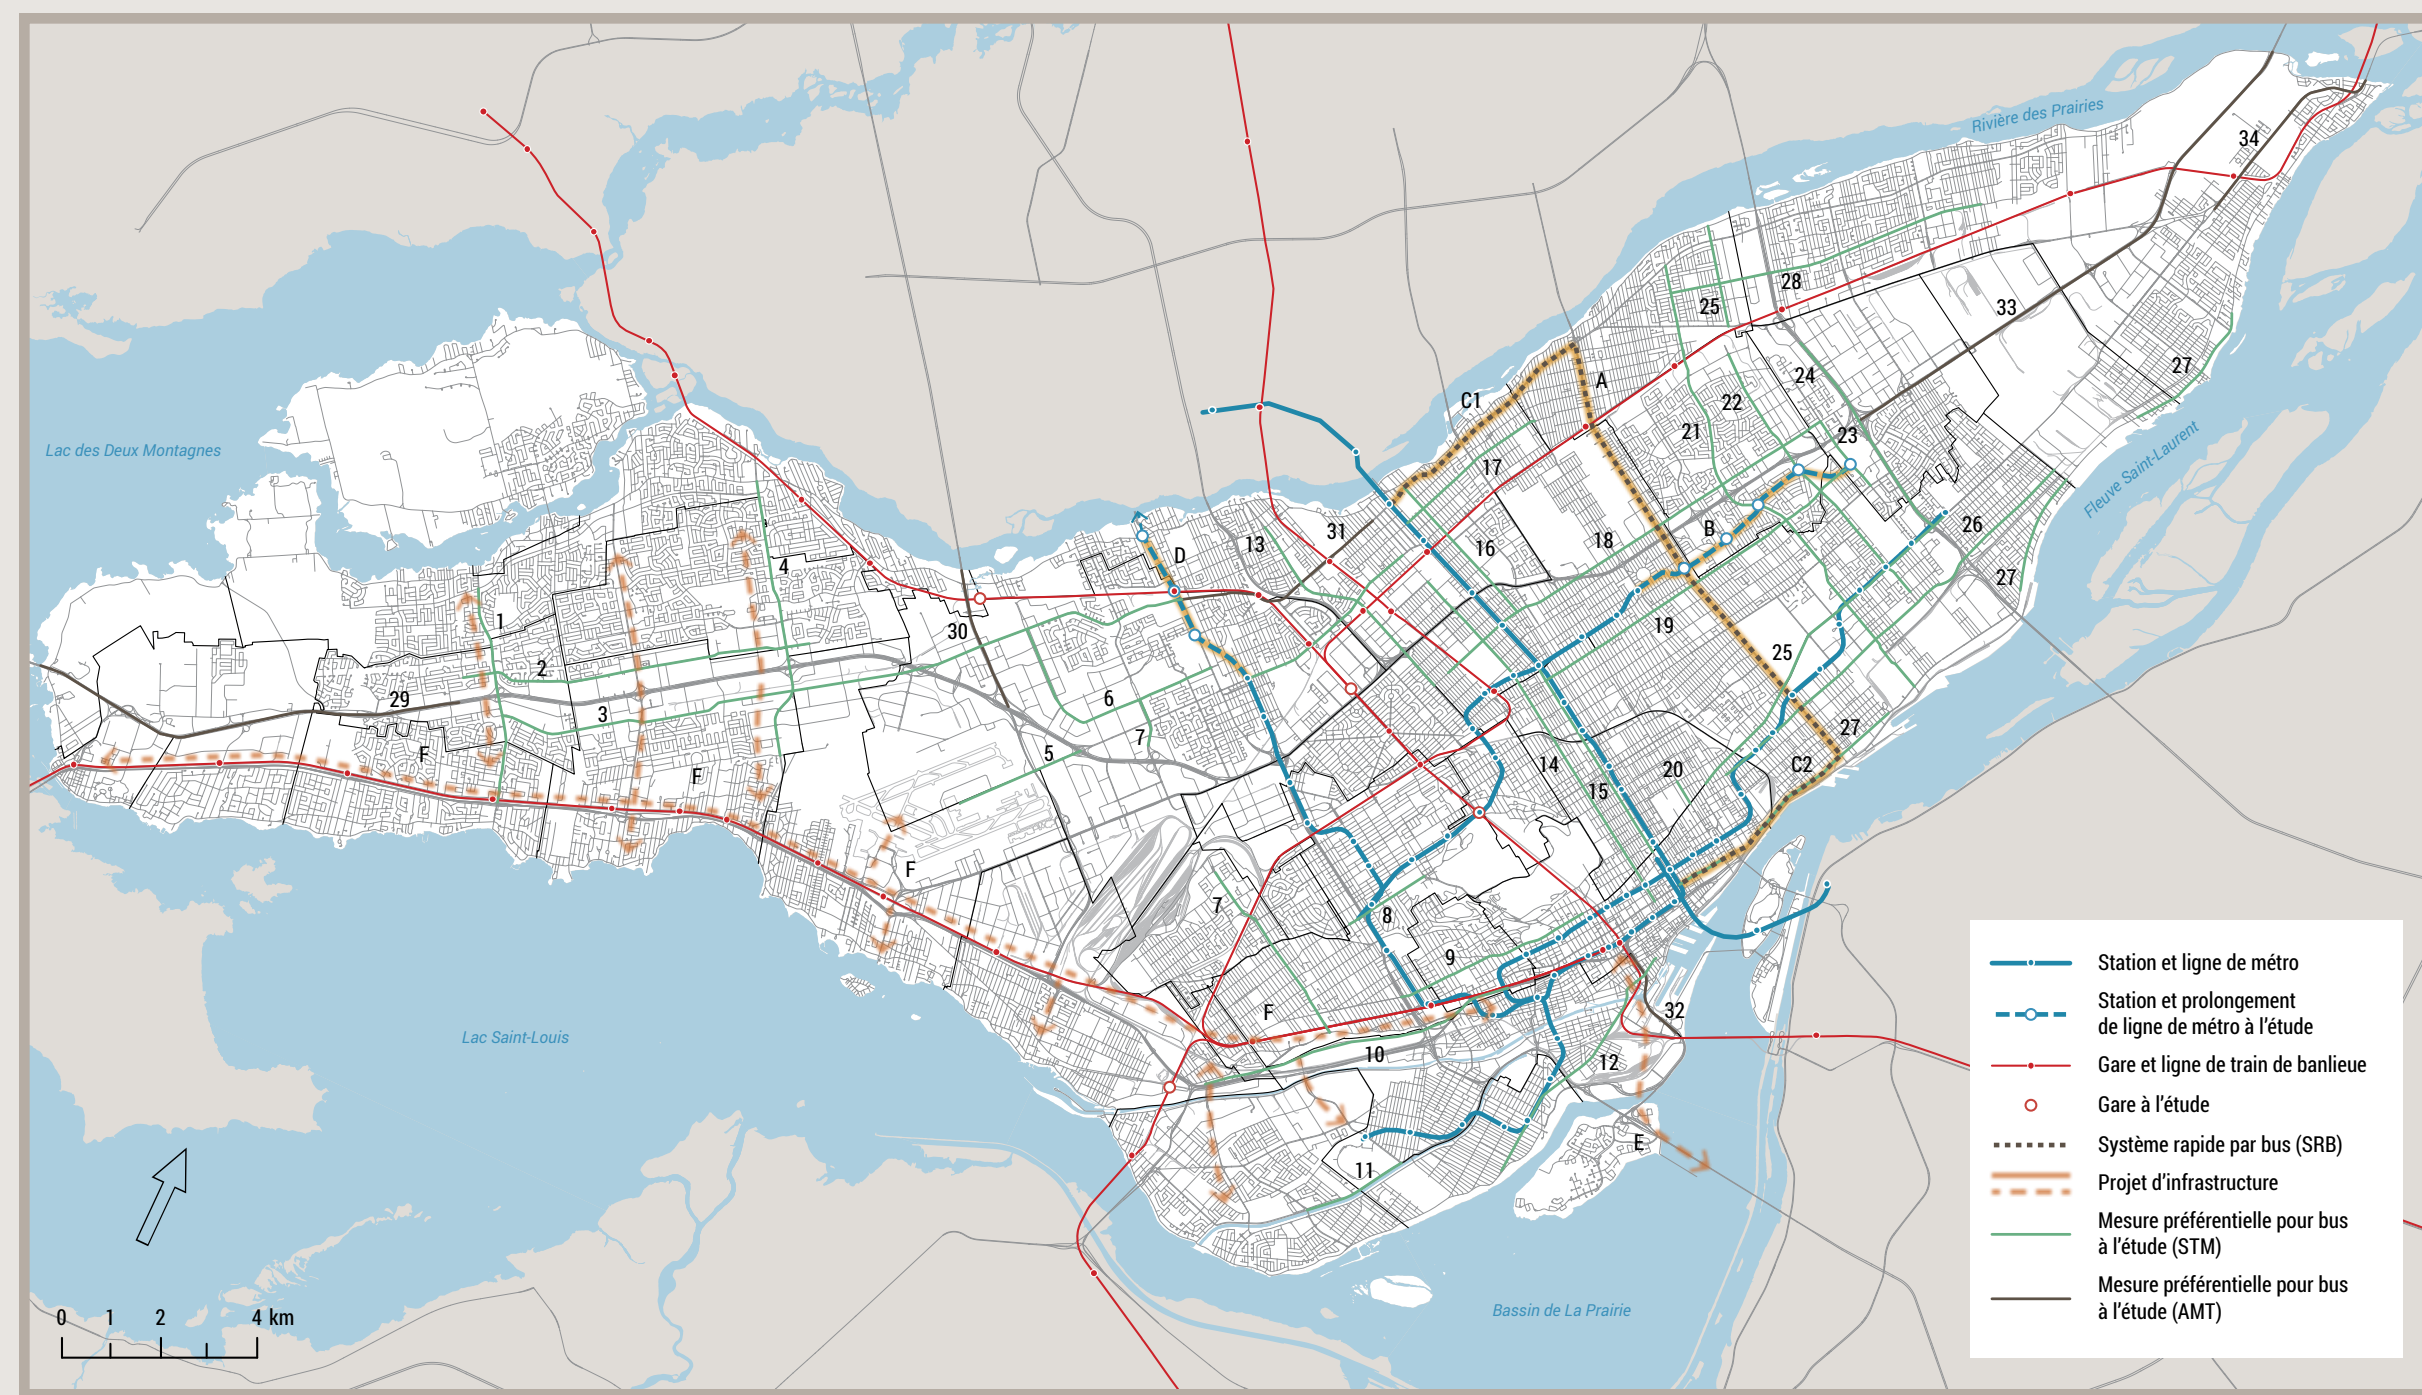 Rivière des Prairies
34
28
25
33
27
A
24
C1
22
21
23
Lac des Deux Montagnes
17
Fleuve Saint-Laurent
26
B
31
13
16
18
D
4
27
1
30
19
25
2
29
6
3
7
27
5
F
14
C2
20
F
15
F
7
8
9
F
32
10
12
E
11
Lac Saint-Louis
Bassin de La Prairie
0 1 2 4 km
Station et ligne de métro
Station et prolongement
de ligne de métro à l'étude
Gare et ligne de train de banlieue
Gare à l'étude
Système rapide par bus (SRB)
Projet d'infrastructure
Mesure préférentielle pour bus
à l'étude (STM)
Mesure préférentielle pour bus
à l'étude (AMT)